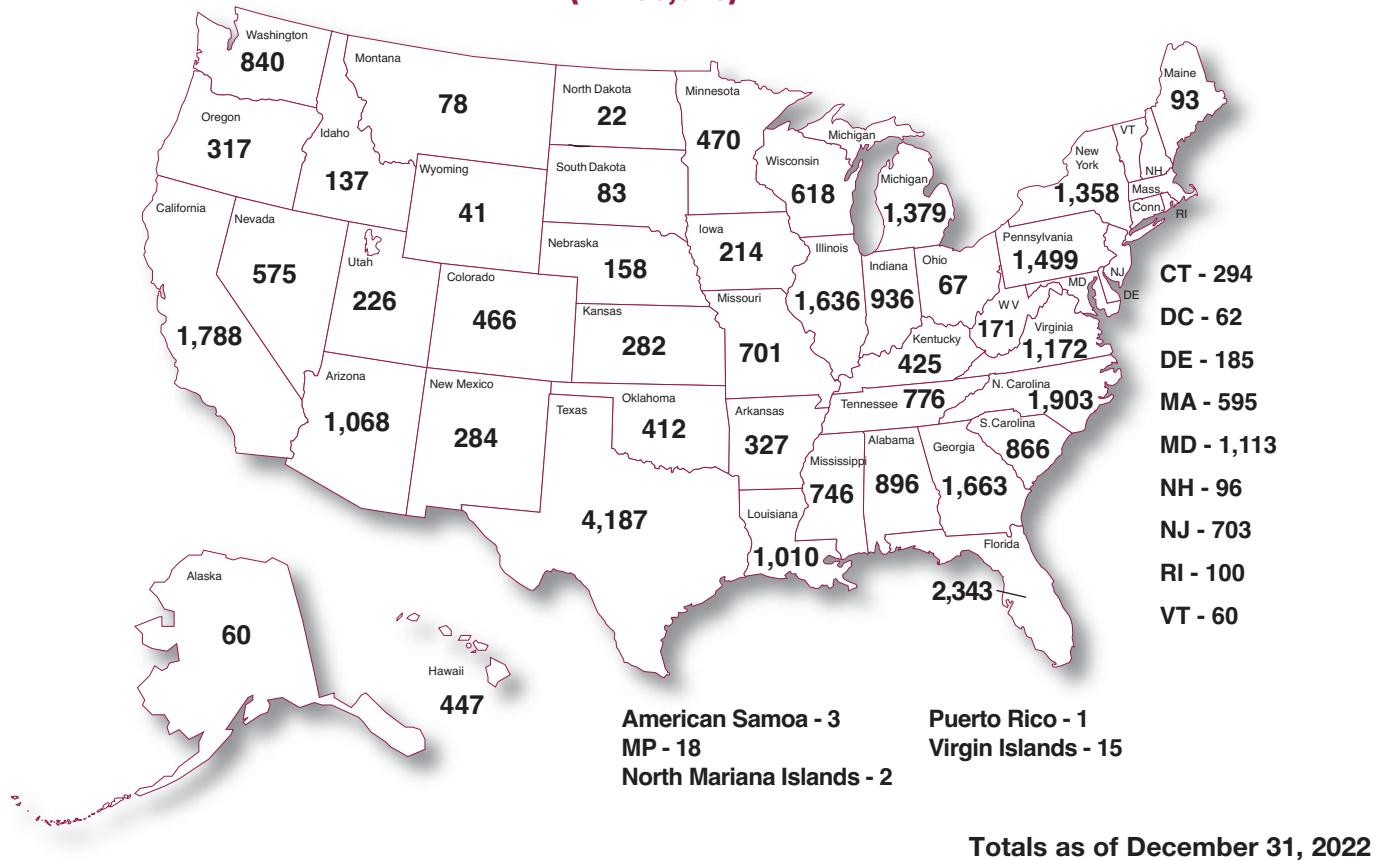 Washington
840
Montana
78
North Dakota
22
Minnesota
470
Maine
93
Oregon
317
Idaho
137
Wyoming
41
South Dakota
83
Wisconsin
618
Michigan
Michigan
1,379
VT
NH
New
York
1,358
Mass.
Conn.
RI
California
1,788
Nevada
575
Utah
226
Colorado
466
Nebraska
158
Iowa
214
Illinois
1,636
Indiana
936
Ohio
67
Pennsylvania
1,499
NJ
MD
DE
Kansas
282
Missouri
701
Kentucky
425
W V
171
Virginia
1,172
Arizona
1,068
New Mexico
284
Texas
4,187
Oklahoma
412
Arkansas
327
Tennessee 776
N. Carolina
1,903
S.Carolina
866
Mississippi
746
Alabama
896
Georgia
1,663
Louisiana
1,010
Florida
2,343
Alaska
60
Hawaii
447
CT - 294
DC - 62
DE - 185
MA - 595
MD - 1,113
NH - 96
NJ - 703
RI - 100
VT - 60
American Samoa - 3
MP - 18
North Mariana Islands - 2
Puerto Rico - 1
Virgin Islands - 15
Totals as of December 31, 2022